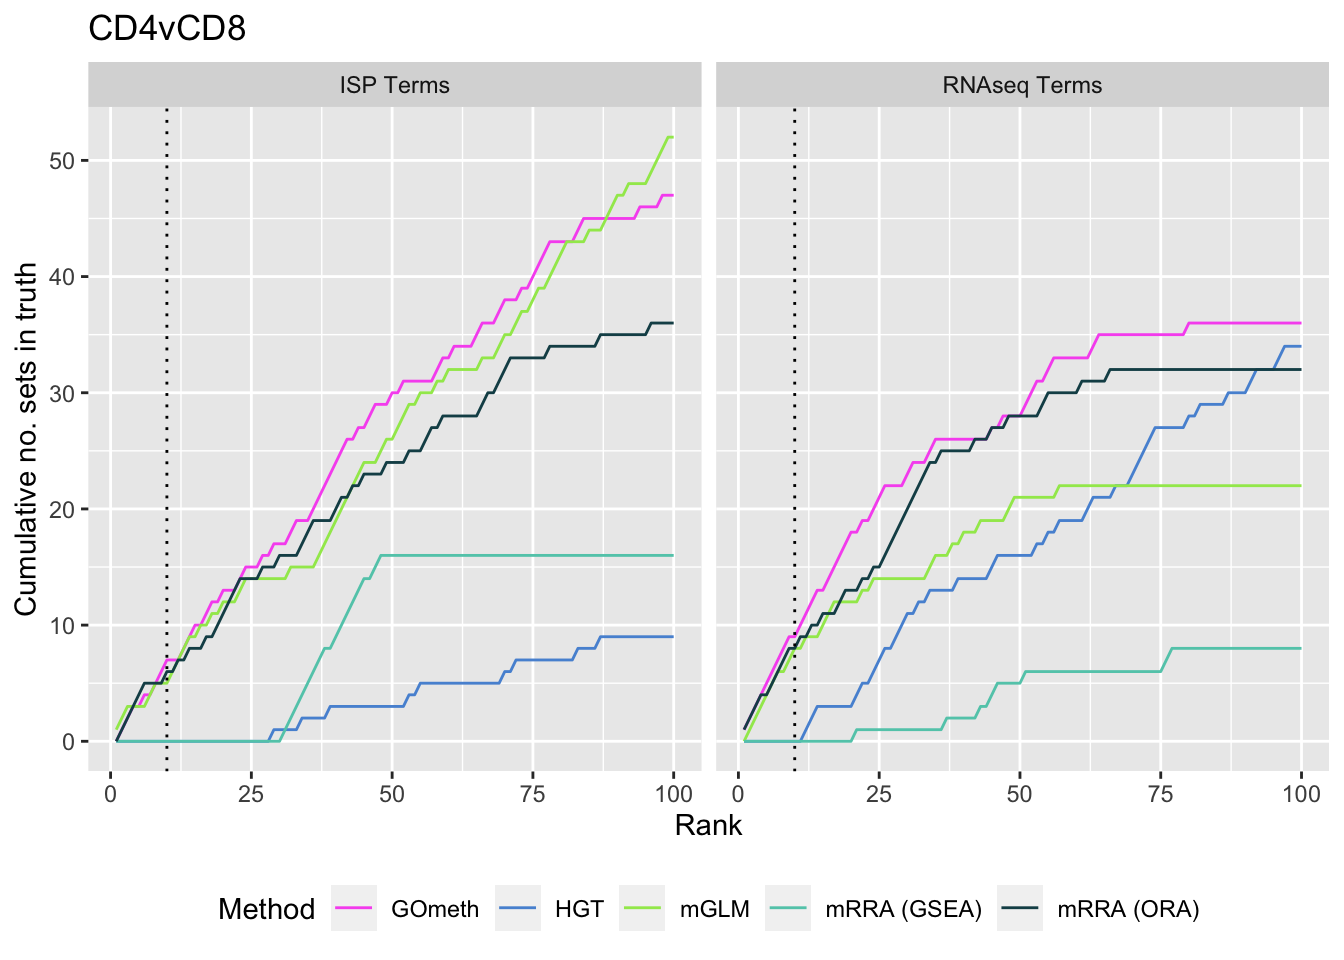 CD4vCD8
ISP Terms
RNAseq Terms
Cumulative no. sets in truth
50
40
30
20
10
0
0 25 50 75 100
0 25 50 75 100
Rank
Method GOmeth HGT mGLM mRRA (GSEA) mRRA (ORA)